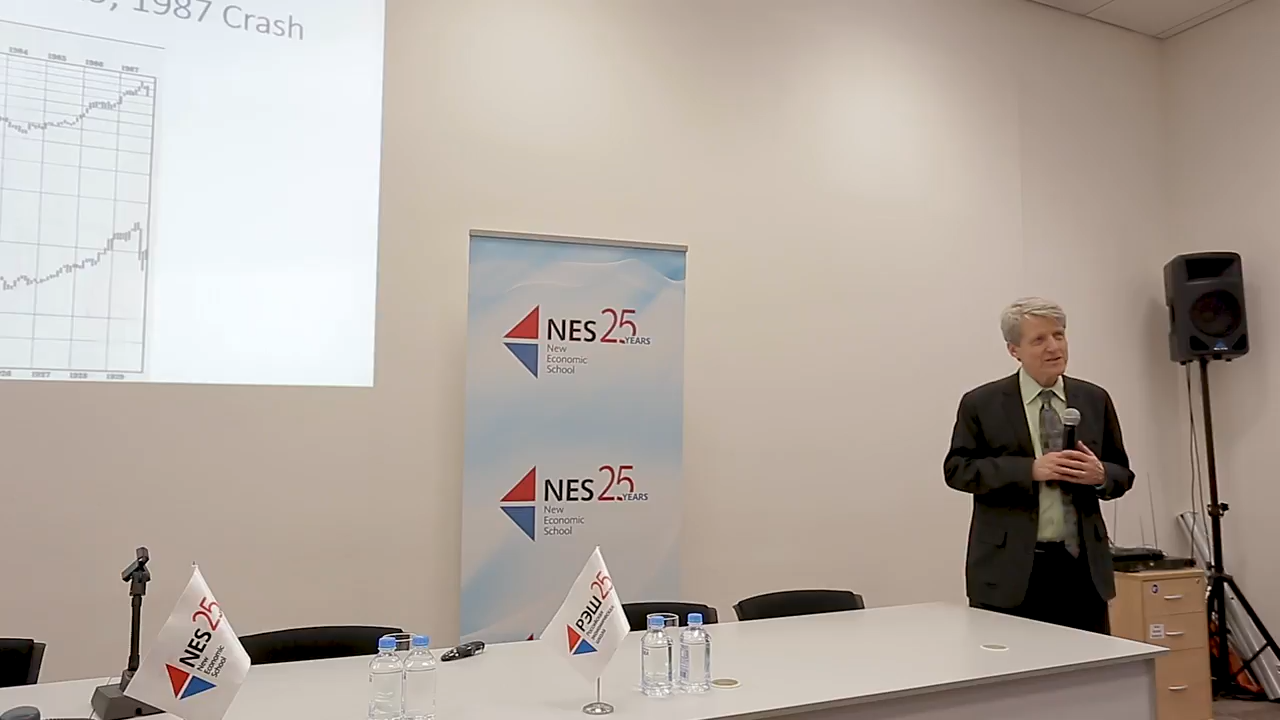 1987 Crash
1984 1985 1986 1987
1927 1928 1929
NES 25
YEARS
New
Economic
School
NES 25
YEARS
New
Economic
School
NES 25
New
Economic
School
РЭШ 25